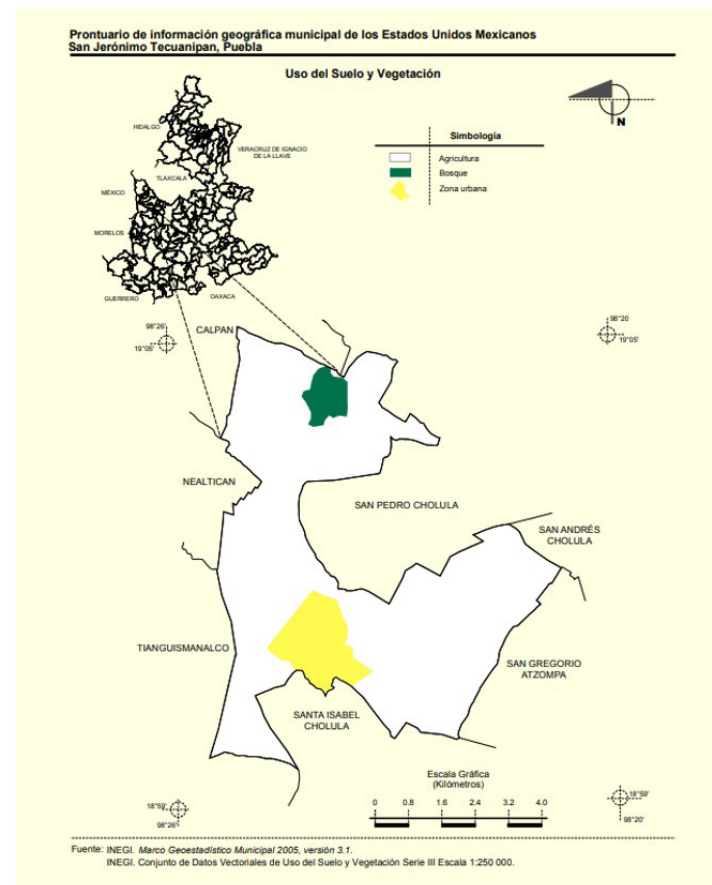 Prontuario de información geográfica municipal de los Estados Unidos Mexicanos
San Jerónimo Tecuanipan, Puebla
Uso del Suelo y Vegetación
N
Simbología
Agricultura
Bosque
Zona urbana
HIDALGO
VERACRUZ DE IGNACIO
DE LA LLAVE
TLAXCALA
MÉXICO
MORELOS
GUERRERO
OAXACA
98°26'
19°05'
98°20
19°05'
CALPAN
NEALTICAN
SAN PEDRO CHOLULA
SAN ANDRÉS
CHOLULA
TIANGUISMANALCO
SAN GREGORIO
ATZOMPA
SANTA ISABEL
CHOLULA
Escala Gráfica
(Kilómetros)
0 0.8 1.6 2.4 3.2 4.0
18°59'
98°26'
18°59'
98°20'
Fuente: INEGI. Marco Geoestadístico Municipal 2005, versión 3.1.
INEGI. Conjunto de Datos Vectoriales de Uso del Suelo y Vegetación Serie III Escala 1:250 000.